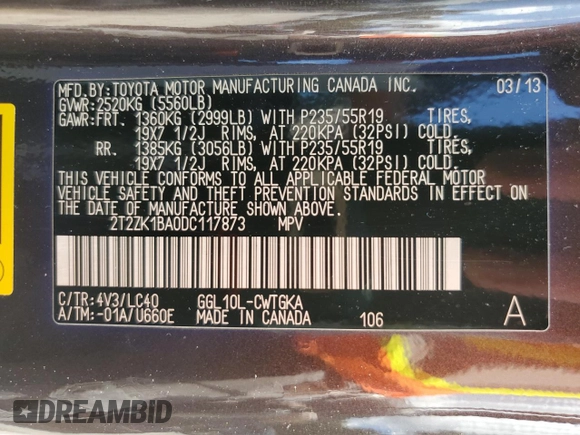 MFD.BY:TOYOTA MOTOR MANUFACTURING CANADA INC. 03/13
GVWR:2520KG (5560LB)
GAWR:FRT. 1360KG (2999LB) WITH P235/55R19 TIRES,
19X7 1/2J RIMS, AT 220KPA (32PSI) COLD.
RR. 1385KG (3056LB) WITH P235/55R19 TIRES,
19X7 1/2J RIMS, AT 220KPA (32PSI) COLD.
THIS VEHICLE CONFORMS TO ALL APPLICABLE FEDERAL MOTOR
VEHICLE SAFETY AND THEFT PREVENTION STANDARDS IN EFFECT ON
THE DATE OF MANUFACTURE SHOWN ABOVE.
2T2ZK1BA0DC117873 MPV
C/TR:4V3/LC40 GGL10L-CWTGKA
A/TM:-01A/U660E MADE IN CANADA 106 A
DREAMBID